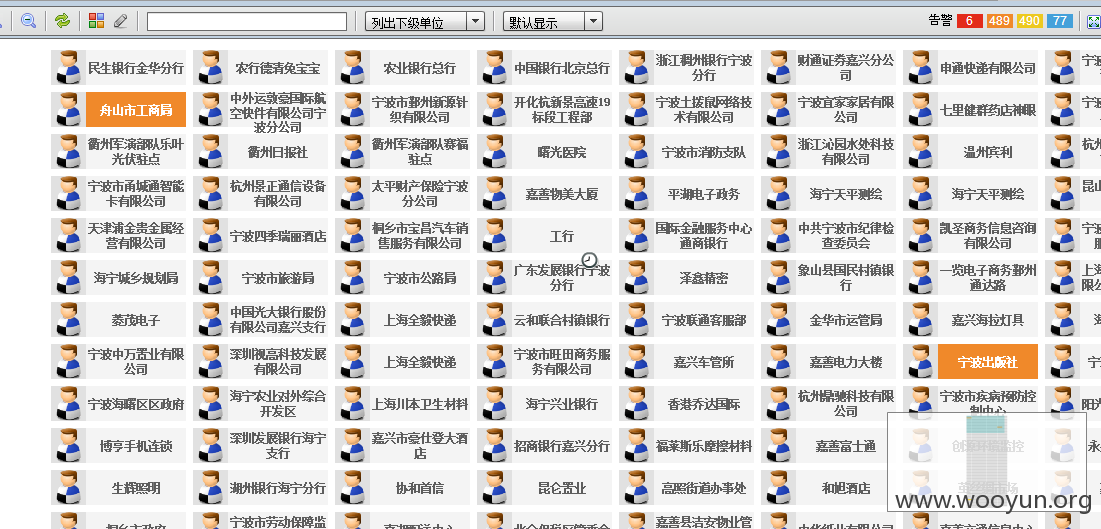 列出下级单位
默认显示
告警 6 489 490 577
民生银行金华分行
农行德清兔宝宝
农业银行总行
中国银行北京总行
浙江稠州银行宁波
分行
财通证券嘉兴分公
司
申通快递有限公司
舟山市工商局
中外运敦豪国际航
空快件有限公司宁
波分公司
宁波市鄞州新源针
织有限公司
开化杭新景高速19
标段工程部
宁波土拨鼠网络技
术有限公司
宁波宜家家居有限
公司
七里健群药店神眼
衢州军演部队乐叶
光伏驻点
衢州日报社
衢州军演部队赛福
驻点
曙光医院
宁波市消防支队
浙江沁园水处科技
有限公司
温州宾利
宁波市甬城通智能
卡有限公司
杭州景正通信设备
有限公司
太平财产保险宁波
分公司
嘉善物美大厦
平湖电子政务
海宁天平测绘
海宁天平测绘
天津浦金贵金属经
营有限公司
宁波四季瑞丽酒店
桐乡市宝昌汽车销
售服务有限公司
工行
国际金融服务中心
通商银行
中共宁波市纪律检
查委员会
凯圣商务信息咨询
有限公司
海宁城乡规划局
宁波市旅游局
宁波市公路局
广东发展银行宁波
分行
泽鑫精密
象山县国民村镇银
行
一览电子商务鄞州
通达路
菱茂电子
中国光大银行股份
有限公司嘉兴支行
上海全毅快递
云和联合村镇银行
宁波联通客服部
金华市运管局
嘉兴海拉灯具
宁波中万置业有限
公司
深圳视高科技发展
有限公司
上海全毅快递
宁波市旺田商务服
务有限公司
嘉兴车管所
嘉善电力大楼
宁波出版社
宁波海曙区区政府
海宁农业对外综合
开发区
上海川本卫生材料
海宁兴业银行
香港乔达国际
杭州鼎驰科技有限
公司
宁波市疾病预防控
制中心
博亨手机连锁
深圳发展银行海宁
支行
嘉兴市豪仕登大酒
店
招商银行嘉兴分行
福莱斯乐摩擦材料
嘉善富士通
生辉照明
湖州银行海宁分行
协和首信
昆仑置业
高照街道办事处
和旭酒店
www.wooyun.org
宁波市劳动保障监
嘉善县洁安物业管